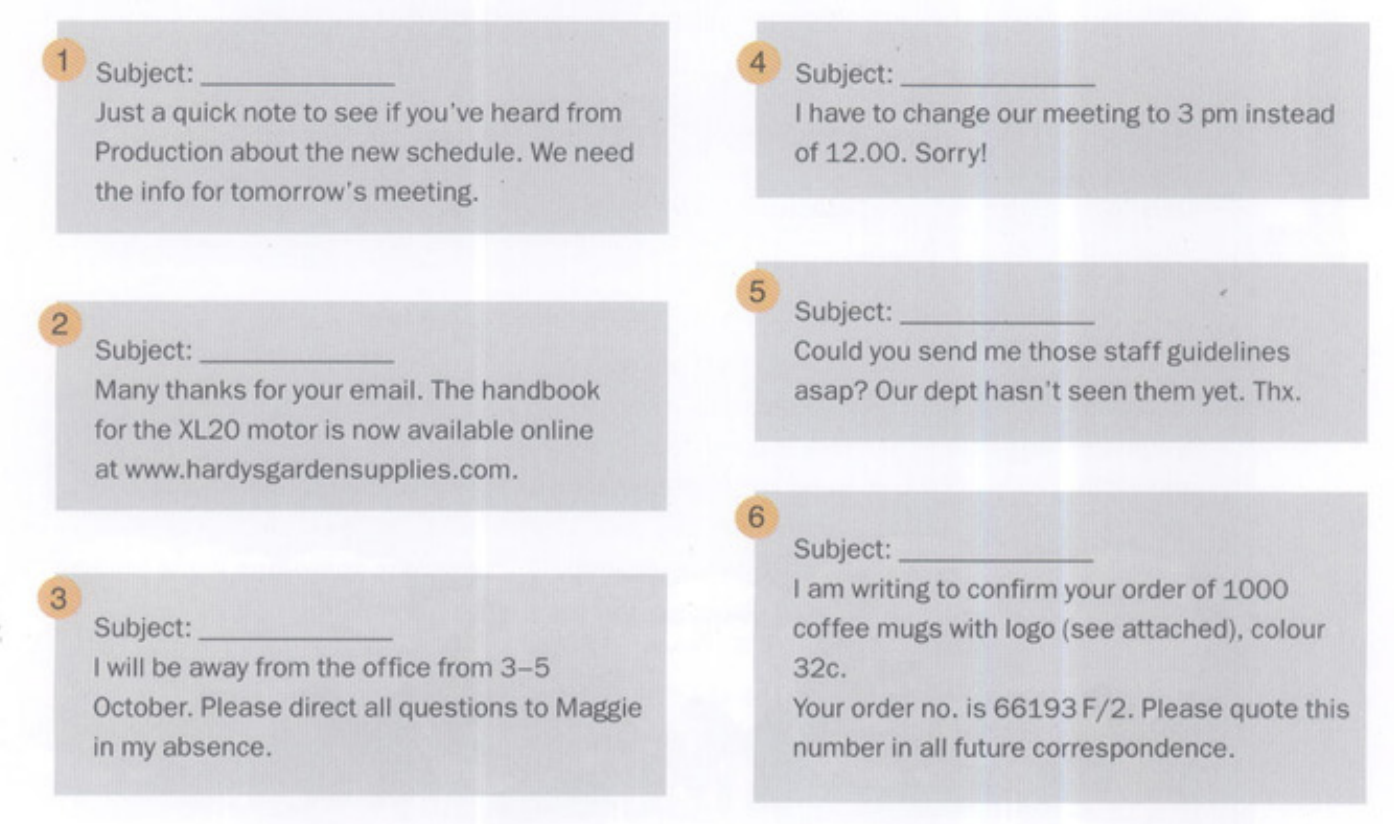 1
Subject: ______________
Just a quick note to see if you've heard from
Production about the new schedule. We need
the info for tomorrow's meeting.
2
Subject: ______________
Many thanks for your email. The handbook
for the XL20 motor is now available online
at www.hardysgardensupplies.com.
3
Subject: ______________
I will be away from the office from 3–5
October. Please direct all questions to Maggie
in my absence.
4
Subject: ______________
I have to change our meeting to 3 pm instead
of 12.00. Sorry!
5
Subject: ______________
Could you send me those staff guidelines
asap? Our dept hasn't seen them yet. Thx.
6
Subject: ______________
I am writing to confirm your order of 1000
coffee mugs with logo (see attached), colour
32c.
Your order no. is 66193 F/2. Please quote this
number in all future correspondence.